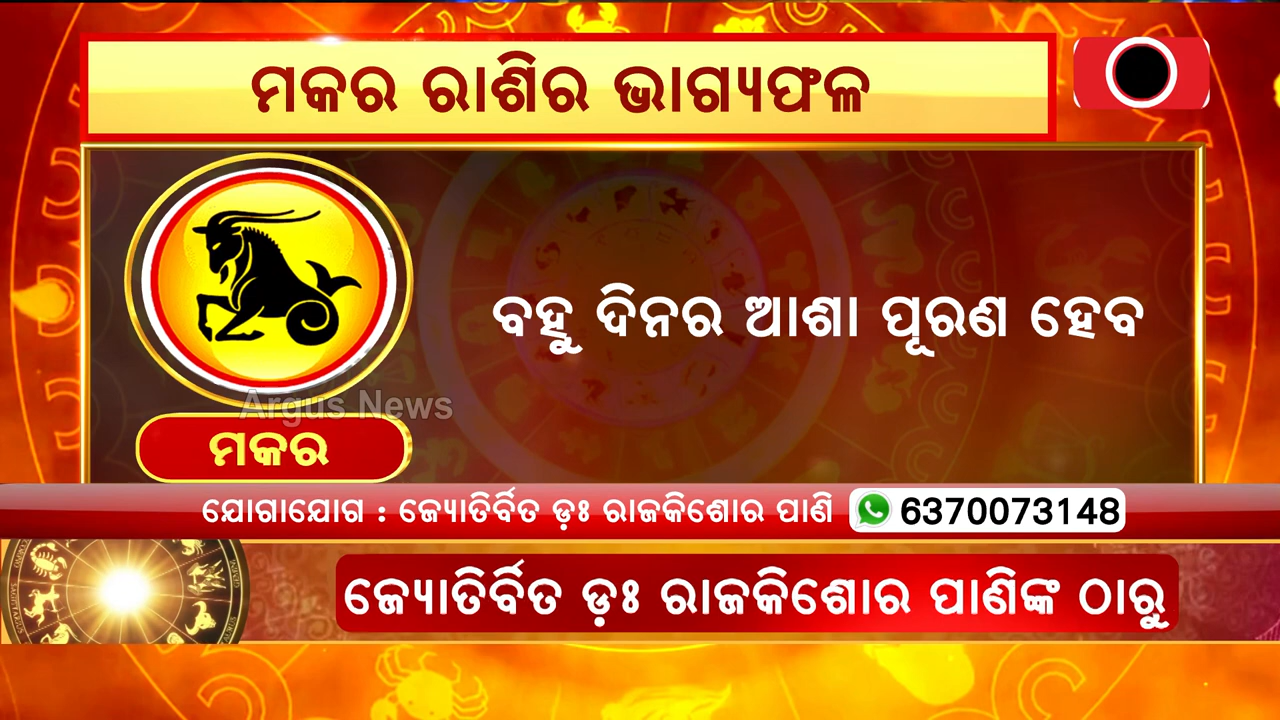 ମକର ରାଶିର ଭାଗ୍ୟଫଳ
ବହୁ ଦିନର ଆଶା ପୂରଣ ହେବ
Argus News
ମକର
ଯୋଗାଯୋଗ : ଜ୍ୟୋତିର୍ବିତ ଡ଼ଃ ରାଜକିଶୋର ପାଣି 6370073148
ଜ୍ୟୋତିର୍ବିତ ଡ଼ଃ ରାଜକିଶୋର ପାଣିଙ୍କ ଠାରୁ